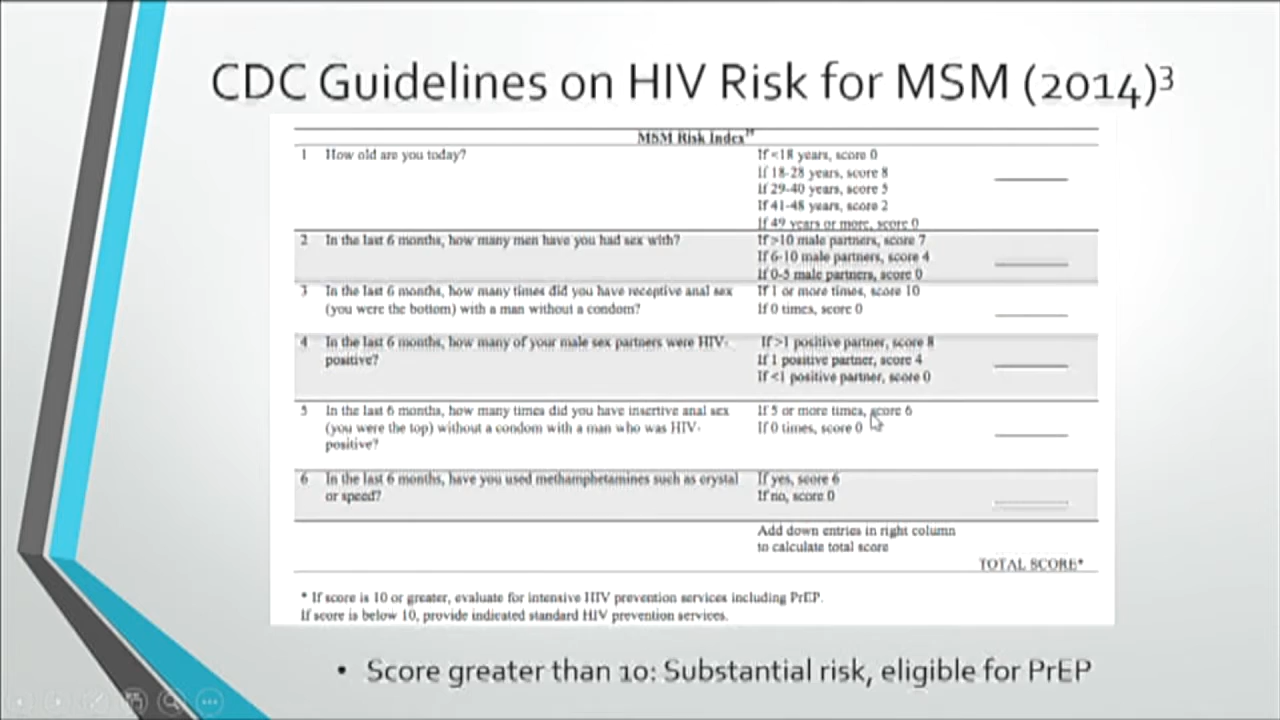 CDC Guidelines on HIV Risk for MSM (2014)3
MSM Risk Index
1 How old are you today? If <18 years, score 0
If 18-28 years, score 8
If 29-40 years, score 5
If 41-48 years, score 2
If 49 years or more, score 0
2 In the last 6 months, how many men have you had sex with? If >10 male partners, score 7
If 6-10 male partners, score 4
If 0-5 male partners, score 0
3 In the last 6 months, how many times did you have receptive anal sex If 1 or more times, score 10
(you were the bottom) with a man without a condom? If 0 times, score 0
4 In the last 6 months, how many of your male sex partners were HIV- If >1 positive partner, score 8
positive? If 1 positive partner, score 4
If <1 positive partner, score 0
5 In the last 6 months, how many times did you have insertive anal sex If 5 or more times, score 6
(you were the top) without a condom with a man who was HIV- If 0 times, score 0
positive?
6 In the last 6 months, have you used methamphetamines such as crystal If yes, score 6
or speed? If no, score 0
Add down entries in right column
to calculate total score
TOTAL SCORE*
* If score is 10 or greater, evaluate for intensive HIV prevention services including PrEP.
If score is below 10, provide indicated standard HIV prevention services.
• Score greater than 10: Substantial risk, eligible for PrEP